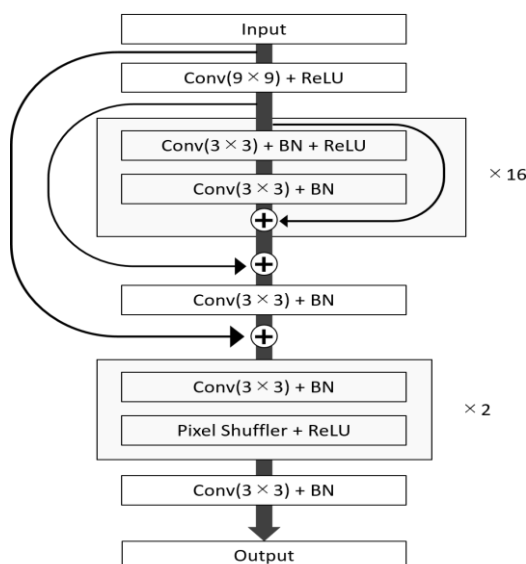 Input
Conv(9 × 9) + ReLU
Conv(3 × 3) + BN + ReLU
Conv(3 × 3) + BN
× 16
Conv(3 × 3) + BN
Conv(3 × 3) + BN
Pixel Shuffler + ReLU
× 2
Conv(3 × 3) + BN
Output